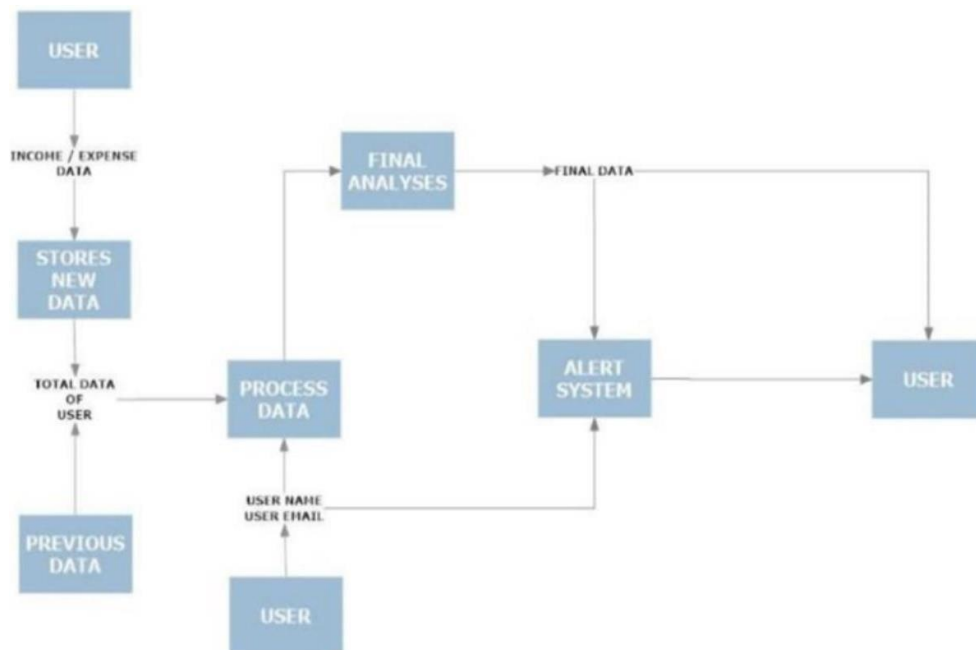 USER
INCOME / EXPENSE
DATA
STORES
NEW
DATA
TOTAL DATA
OF
USER
PREVIOUS
DATA
PROCESS
DATA
USER NAME
USER EMAIL
USER
FINAL
ANALYSES
FINAL DATA
ALERT
SYSTEM
USER